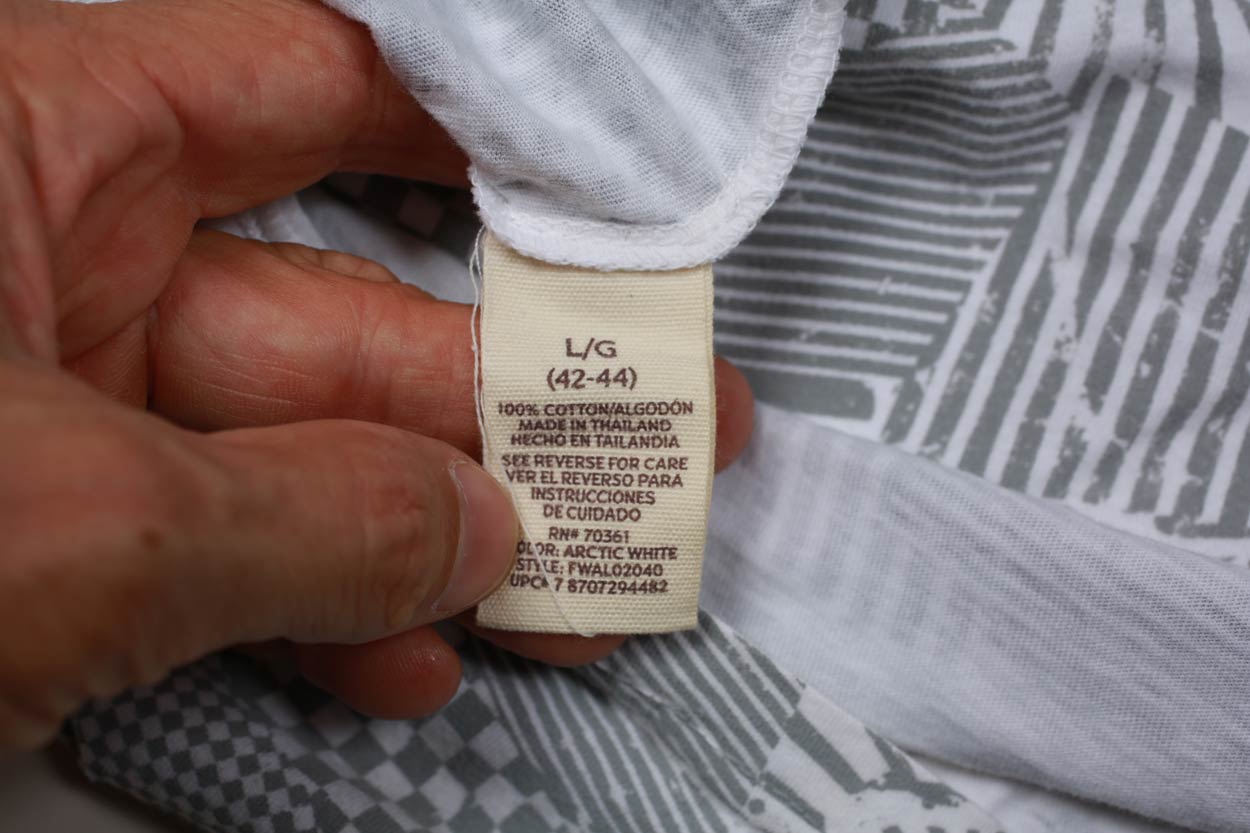 L/G
(42-44)
100% COTTON/ALGODÓN
MADE IN THAILAND
HECHO EN TAILANDIA
SEE REVERSE FOR CARE
VER EL REVERSO PARA
INSTRUCCIONES
DE CUIDADO
RN# 70361
COLOR: ARCTIC WHITE
STYLE: FWAL02040
UPC# 7 8707294482